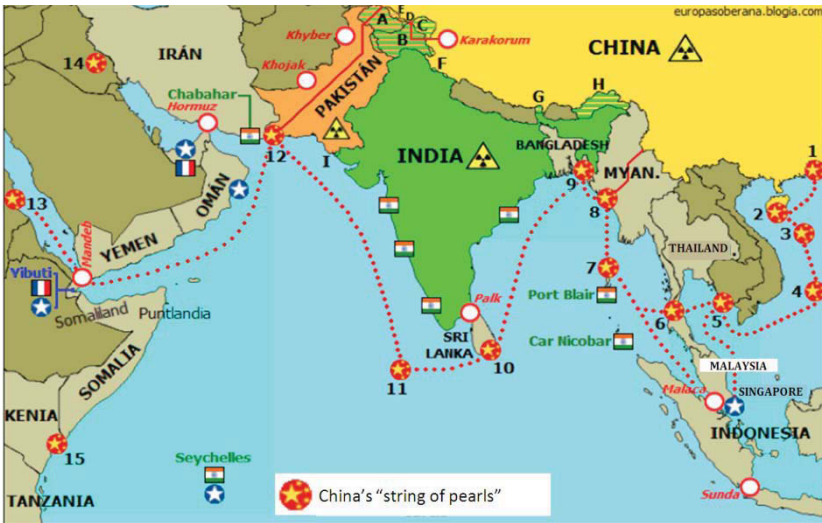 europasoberana.blogia.com
IRÁN
14
Khyber
A
E
D
C
B
Karakorum
F
CHINA
Khojak
PAKISTÁN
Chabahar
Hormuz
12
I
INDIA
G
H
BANGLADESH
MYAN.
1
2
3
4
OMÁN
13
YEMEN
Mandeb
Yibuti
Somaliland
Puntlandia
SOMALIA
9
8
THAILAND
7
Port Blair
6
5
Palk
SRI
LANKA
10
11
Car Nicobar
MALAYSIA
Malaca
SINGAPORE
INDONESIA
KENIA
15
TANZANIA
Seychelles
China's "string of pearls"
Sunda